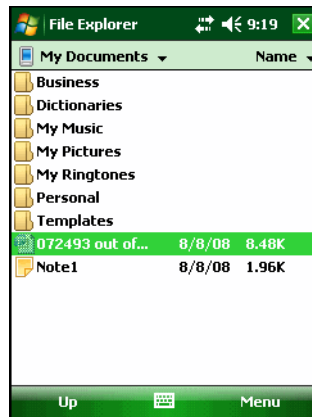 File Explorer 9:19
My Documents Name
Business
Dictionaries
My Music
My Pictures
My Ringtones
Personal
Templates
072493 out of... 8/8/08 8.48K
Note1 8/8/08 1.96K
Up Menu